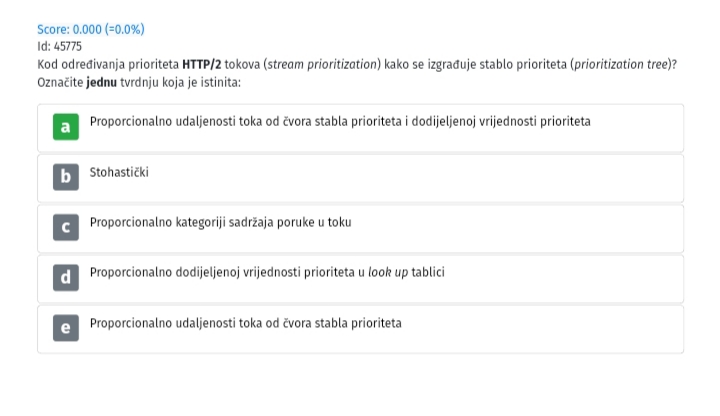 Score: 0.000 (=0.0%)
Id: 45775
Kod određivanja prioriteta HTTP/2 tokova (stream prioritization) kako se izgrađuje stablo prioriteta (prioritization tree)?
Označite jednu tvrdnju koja je istinita:
a Proporcionalno udaljenosti toka od čvora stabla prioriteta i dodijeljenoj vrijednosti prioriteta
b Stohastički
c Proporcionalno kategoriji sadržaja poruke u toku
d Proporcionalno dodijeljenoj vrijednosti prioriteta u look up tablici
e Proporcionalno udaljenosti toka od čvora stabla prioriteta